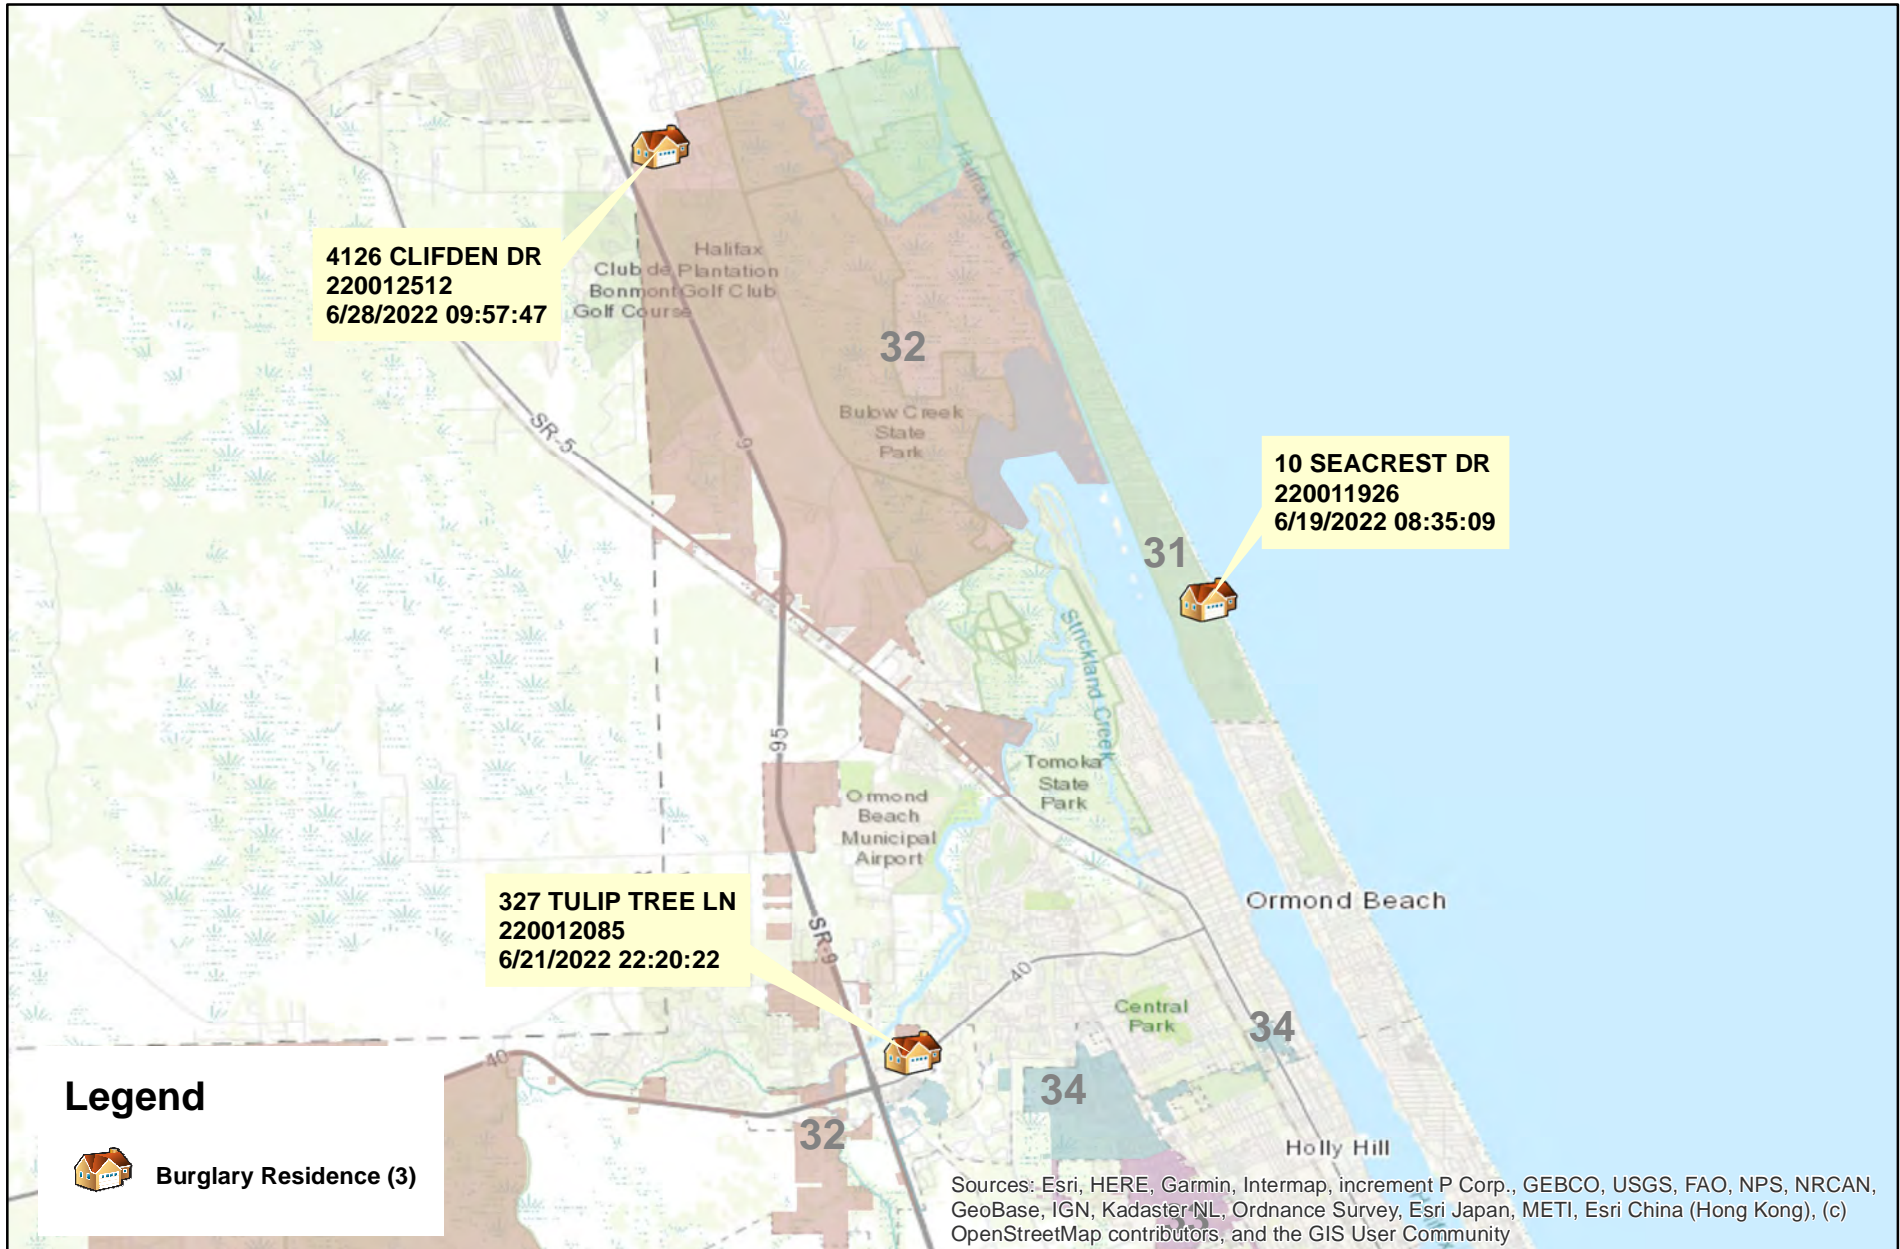 1
4126 CLIFDEN DR
220012512
6/28/2022 09:57:47
Halifax
Plantation
Golf Club
Club de
Bonmont
Golf Course
Halifax Creek
32
Bulow Creek
State
Park
SR-5
9
10 SEACREST DR
220011926
6/19/2022 08:35:09
31
Strickland Creek
95
Tomoka
State
Park
Ormond
Beach
Municipal
Airport
327 TULIP TREE LN
220012085
6/21/2022 22:20:22
SR-9
Ormond Beach
40
Central
Park
34
40
34
32
Holly Hill
33
Legend
Burglary Residence (3)
Sources: Esri, HERE, Garmin, Intermap, increment P Corp., GEBCO, USGS, FAO, NPS, NRCAN,
GeoBase, IGN, Kadaster NL, Ordnance Survey, Esri Japan, METI, Esri China (Hong Kong), (c)
OpenStreetMap contributors, and the GIS User Community